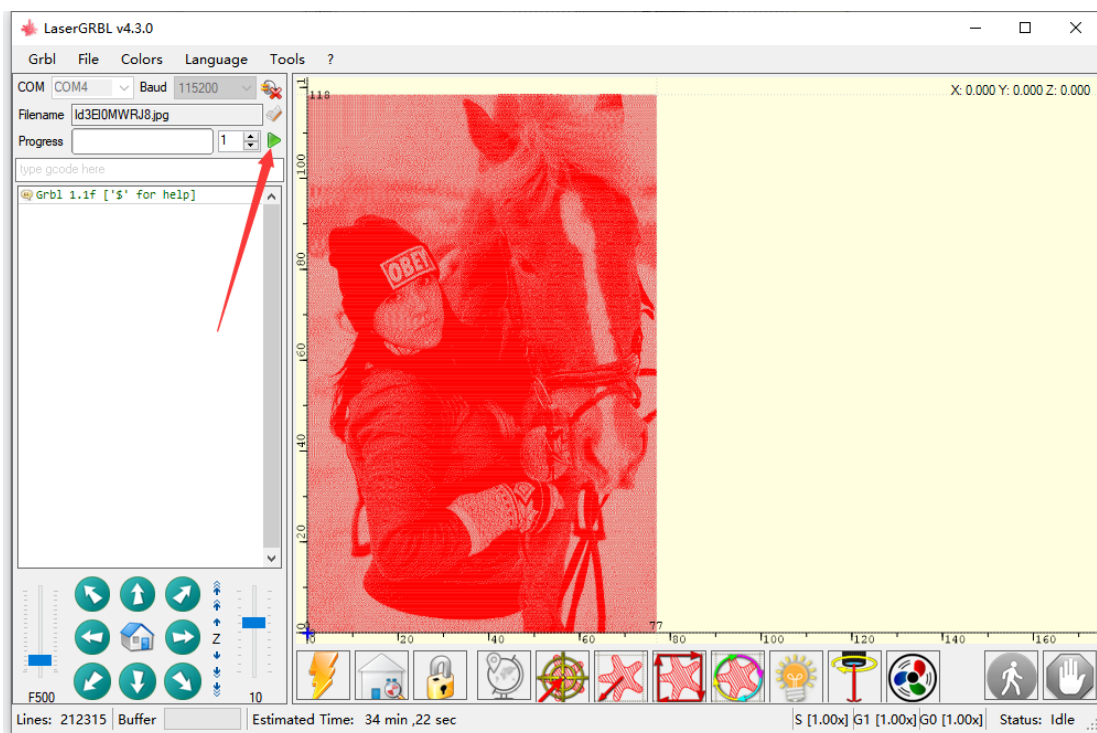 LaserGRBL v4.3.0
Grbl File Colors Language Tools ?
COM COM4 Baud 115200
Filename Id3El0MWRJ8.jpg
Progress 1
type gcode here
Grbl 1.1f ['$' for help]
X: 0.000 Y: 0.000 Z: 0.000
118
100
80
60
40
20
0
OBEY
77
0 20 40 60 80 100 120 140 160
Z
F500 10
Lines: 212315 Buffer Estimated Time: 34 min ,22 sec S [1.00x] G1 [1.00x] G0 [1.00x] Status: Idle